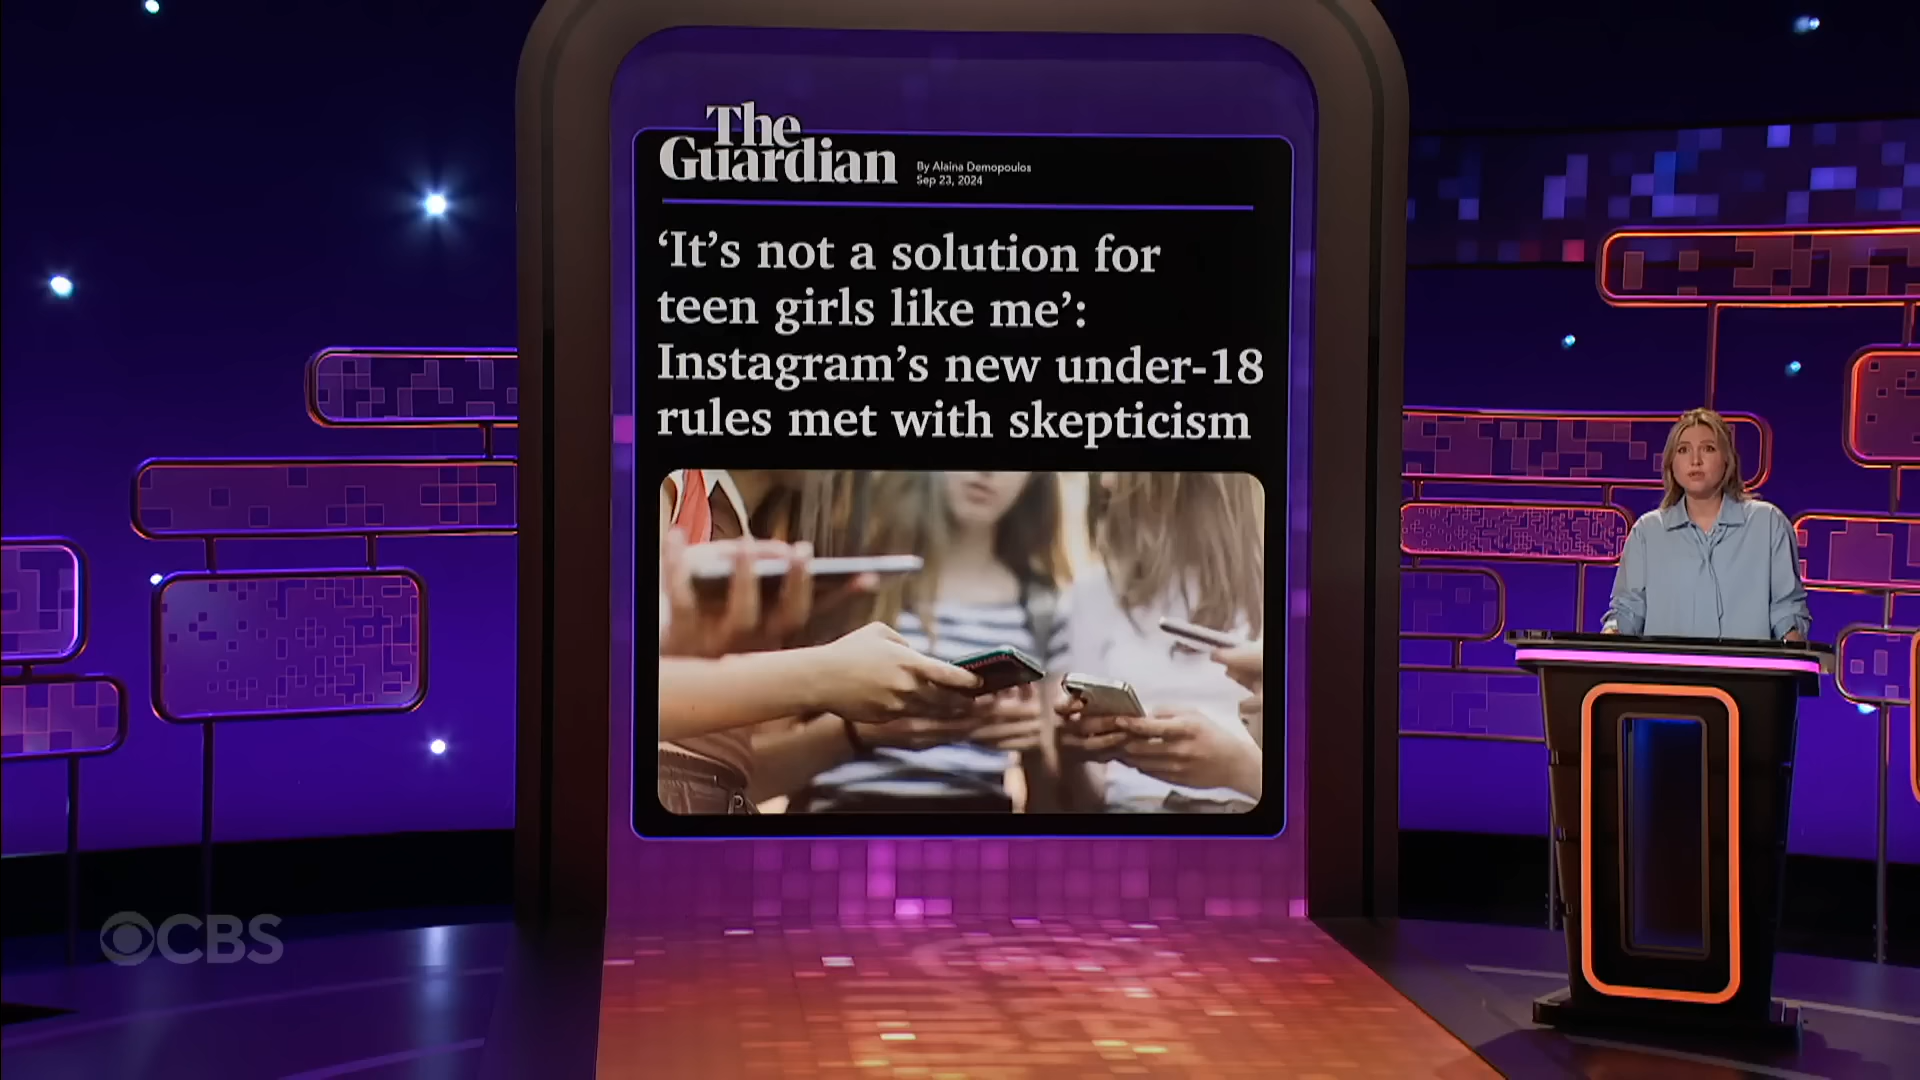 The
Guardian
By Alaina Demopoulos
Sep 23, 2024
‘It’s not a solution for
teen girls like me’:
Instagram’s new under-18
rules met with skepticism
CBS